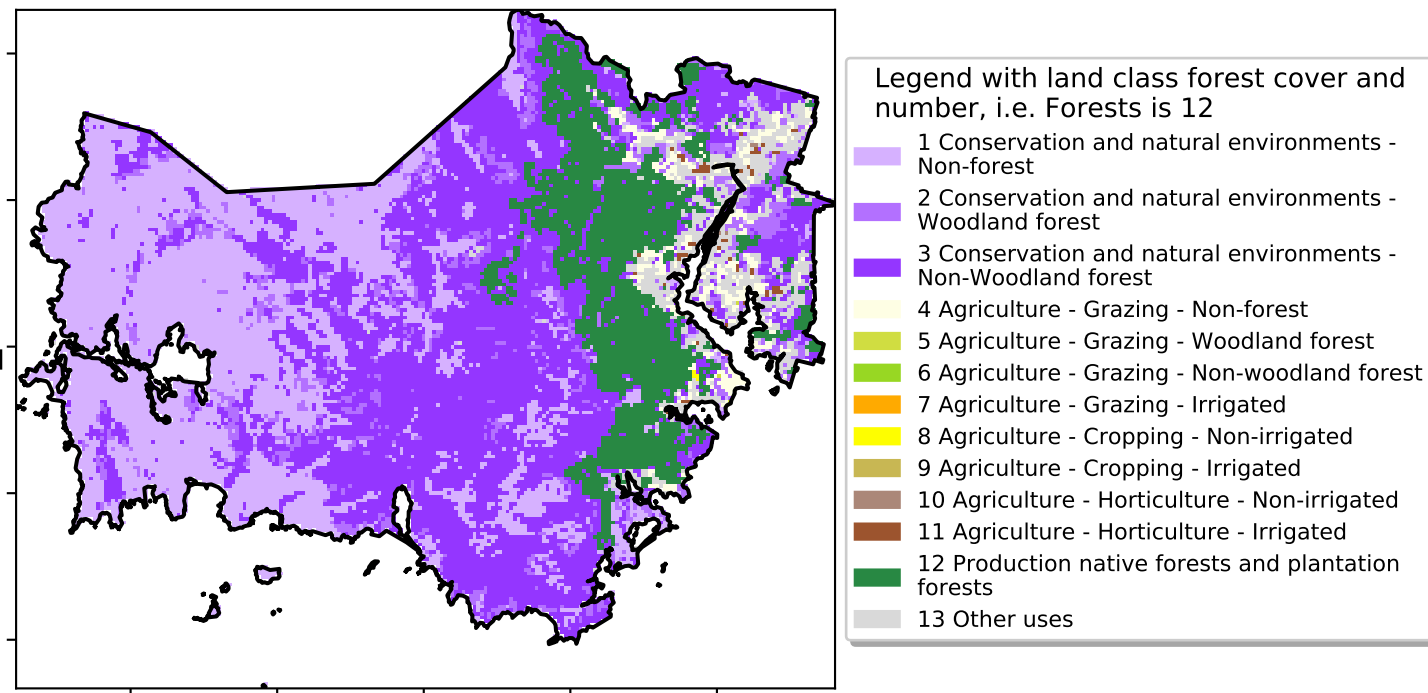 Legend with land class forest cover and
number, i.e. Forests is 12
1 Conservation and natural environments -
Non-forest
2 Conservation and natural environments -
Woodland forest
3 Conservation and natural environments -
Non-Woodland forest
4 Agriculture - Grazing - Non-forest
5 Agriculture - Grazing - Woodland forest
6 Agriculture - Grazing - Non-woodland forest
7 Agriculture - Grazing - Irrigated
8 Agriculture - Cropping - Non-irrigated
9 Agriculture - Cropping - Irrigated
10 Agriculture - Horticulture - Non-irrigated
11 Agriculture - Horticulture - Irrigated
12 Production native forests and plantation
forests
13 Other uses